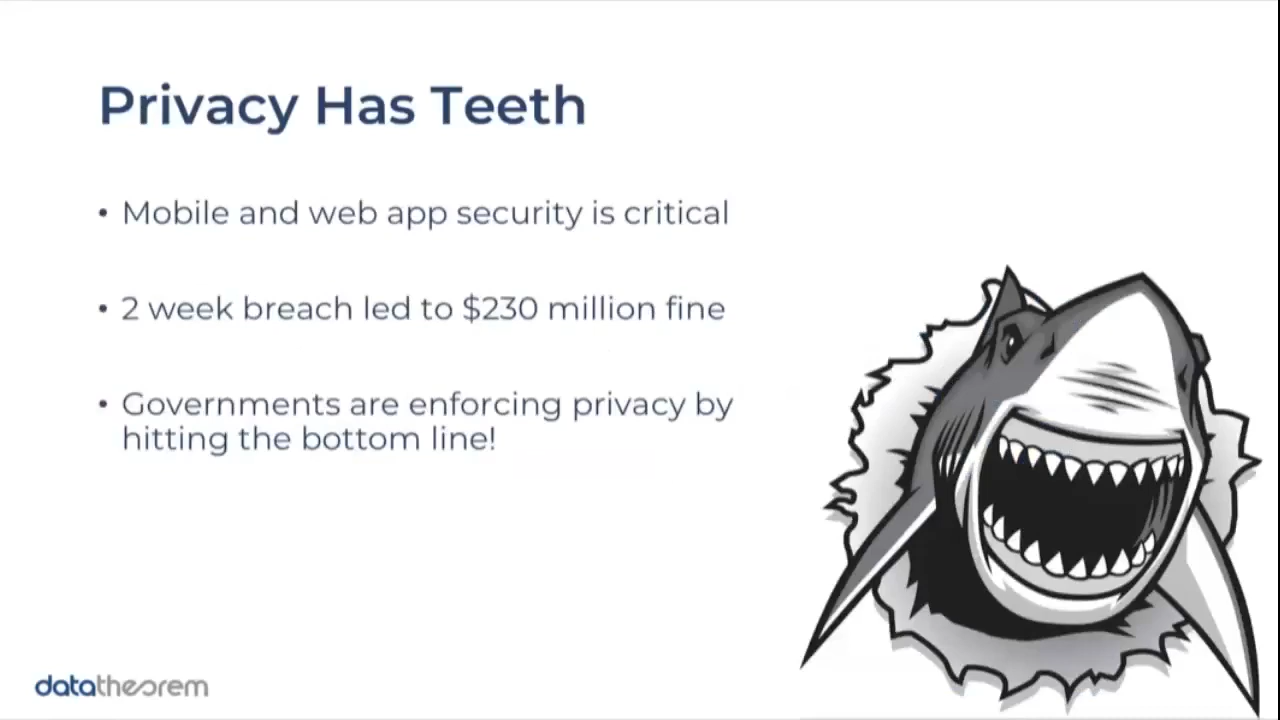 Privacy Has Teeth
• Mobile and web app security is critical
• 2 week breach led to $230 million fine
• Governments are enforcing privacy by
hitting the bottom line!
datatheorem